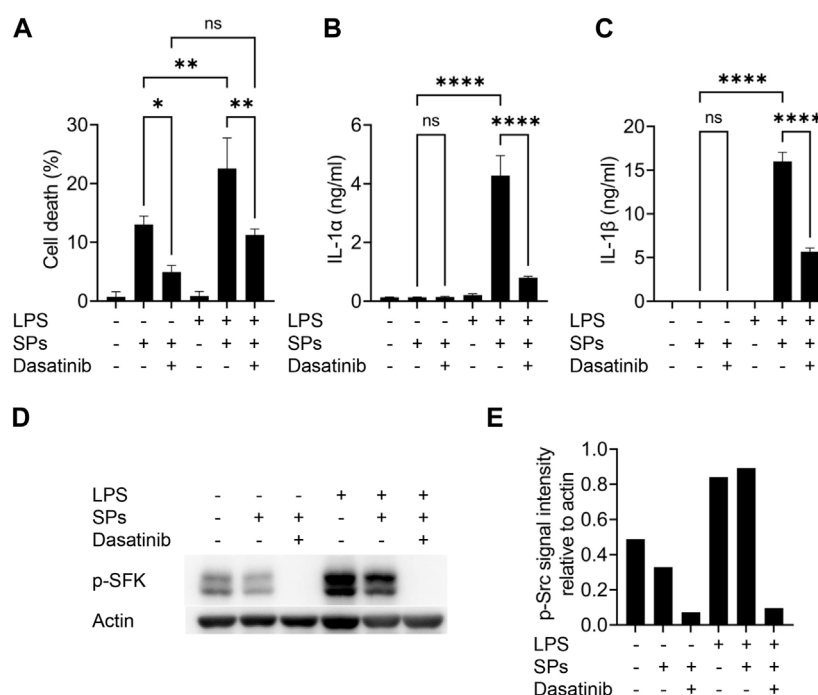 A
ns
**
*
**
Cell death (%)
30
20
10
0
LPS - - - + + +
SPs - + + - + +
Dasatinib - - + - - +
B
****
ns
****
IL-1α (ng/ml)
6
4
2
0
LPS - - - + + +
SPs - + + - + +
Dasatinib - - + - - +
C
****
ns
****
IL-1β (ng/ml)
20
15
10
5
0
LPS - - - + + +
SPs - + + - + +
Dasatinib - - + - - +
D
LPS - - - + + +
SPs - + + - + +
Dasatinib - - + - - +
p-SFK
Actin
E
p-Src signal intensity
relative to actin
1.0
0.8
0.6
0.4
0.2
0.0
LPS - - - + + +
SPs - + + - + +
Dasatinib - - + - - +